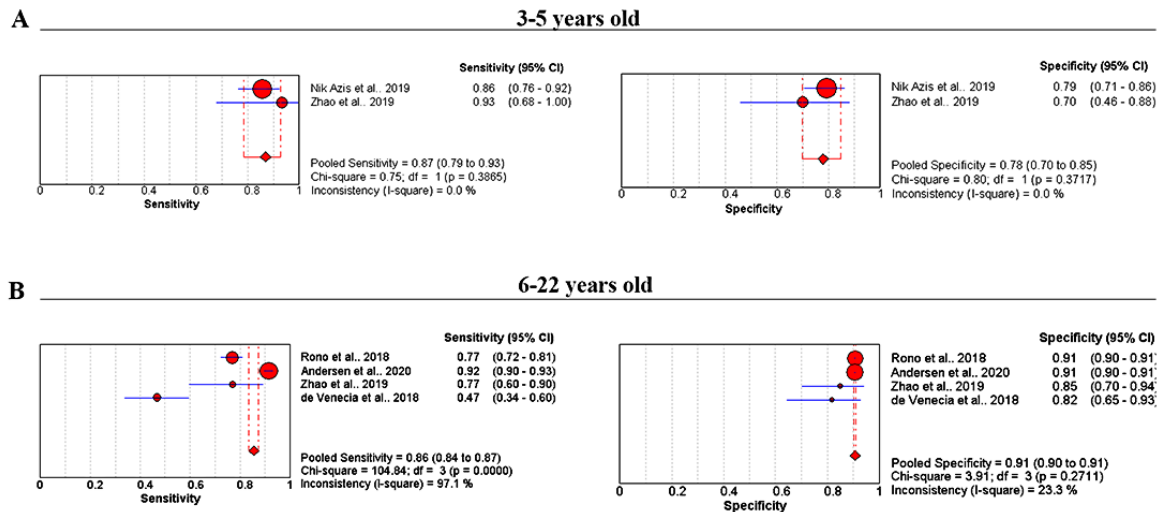 A
3-5 years old
Sensitivity (95% CI)
Nik Azis et al.. 2019 0.86 (0.76 - 0.92)
Zhao et al.. 2019 0.93 (0.68 - 1.00)
Pooled Sensitivity = 0.87 (0.79 to 0.93)
Chi-square = 0.75; df = 1 (p = 0.3865)
Inconsistency (I-square) = 0.0 %
0 0.2 0.4 0.6 0.8 1
Sensitivity
Specificity (95% CI)
Nik Azis et al.. 2019 0.79 (0.71 - 0.86)
Zhao et al.. 2019 0.70 (0.46 - 0.88)
Pooled Specificity = 0.78 (0.70 to 0.85)
Chi-square = 0.80; df = 1 (p = 0.3717)
Inconsistency (I-square) = 0.0 %
0 0.2 0.4 0.6 0.8 1
Specificity
B
6-22 years old
Sensitivity (95% CI)
Rono et al.. 2018 0.77 (0.72 - 0.81)
Andersen et al.. 2020 0.92 (0.90 - 0.93)
Zhao et al.. 2019 0.77 (0.60 - 0.90)
de Venecia et al.. 2018 0.47 (0.34 - 0.60)
Pooled Sensitivity = 0.86 (0.84 to 0.87)
Chi-square = 104.84; df = 3 (p = 0.0000)
Inconsistency (I-square) = 97.1 %
0 0.2 0.4 0.6 0.8 1
Sensitivity
Specificity (95% CI)
Rono et al.. 2018 0.91 (0.90 - 0.91)
Andersen et al.. 2020 0.91 (0.90 - 0.91)
Zhao et al.. 2019 0.85 (0.70 - 0.94)
de Venecia et al.. 2018 0.82 (0.65 - 0.93)
Pooled Specificity = 0.91 (0.90 to 0.91)
Chi-square = 3.91; df = 3 (p = 0.2711)
Inconsistency (I-square) = 23.3 %
0 0.2 0.4 0.6 0.8 1
Specificity